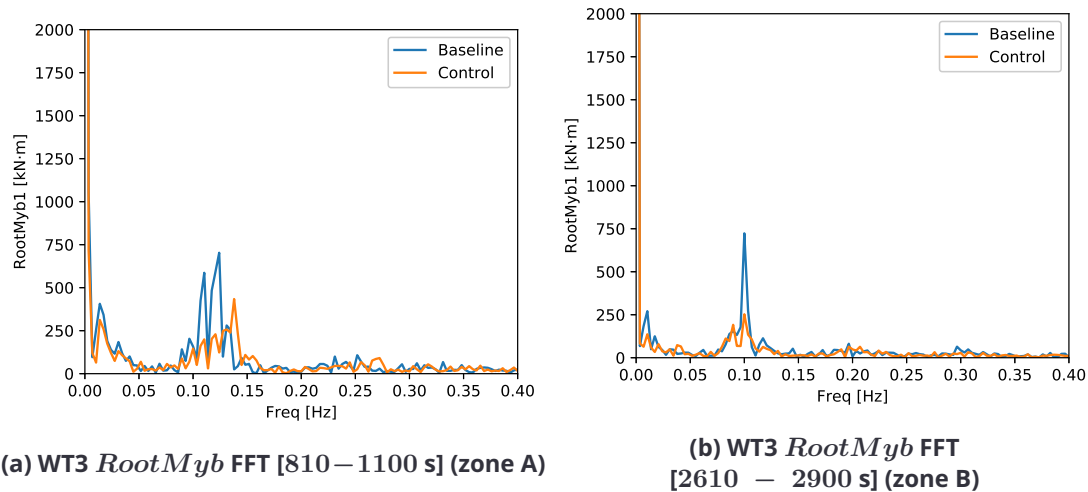 2000
1750
1500
1250
1000
750
500
250
0
RootMyb1 [kN·m]
0.00 0.05 0.10 0.15 0.20 0.25 0.30 0.35 0.40
Freq [Hz]
Baseline
Control
(a) WT3 RootMyb FFT [810−1100 s] (zone A)
2000
1750
1500
1250
1000
750
500
250
0
RootMyb1 [kN·m]
0.00 0.05 0.10 0.15 0.20 0.25 0.30 0.35 0.40
Freq [Hz]
Baseline
Control
(b) WT3 RootMyb FFT
[2610 − 2900 s] (zone B)